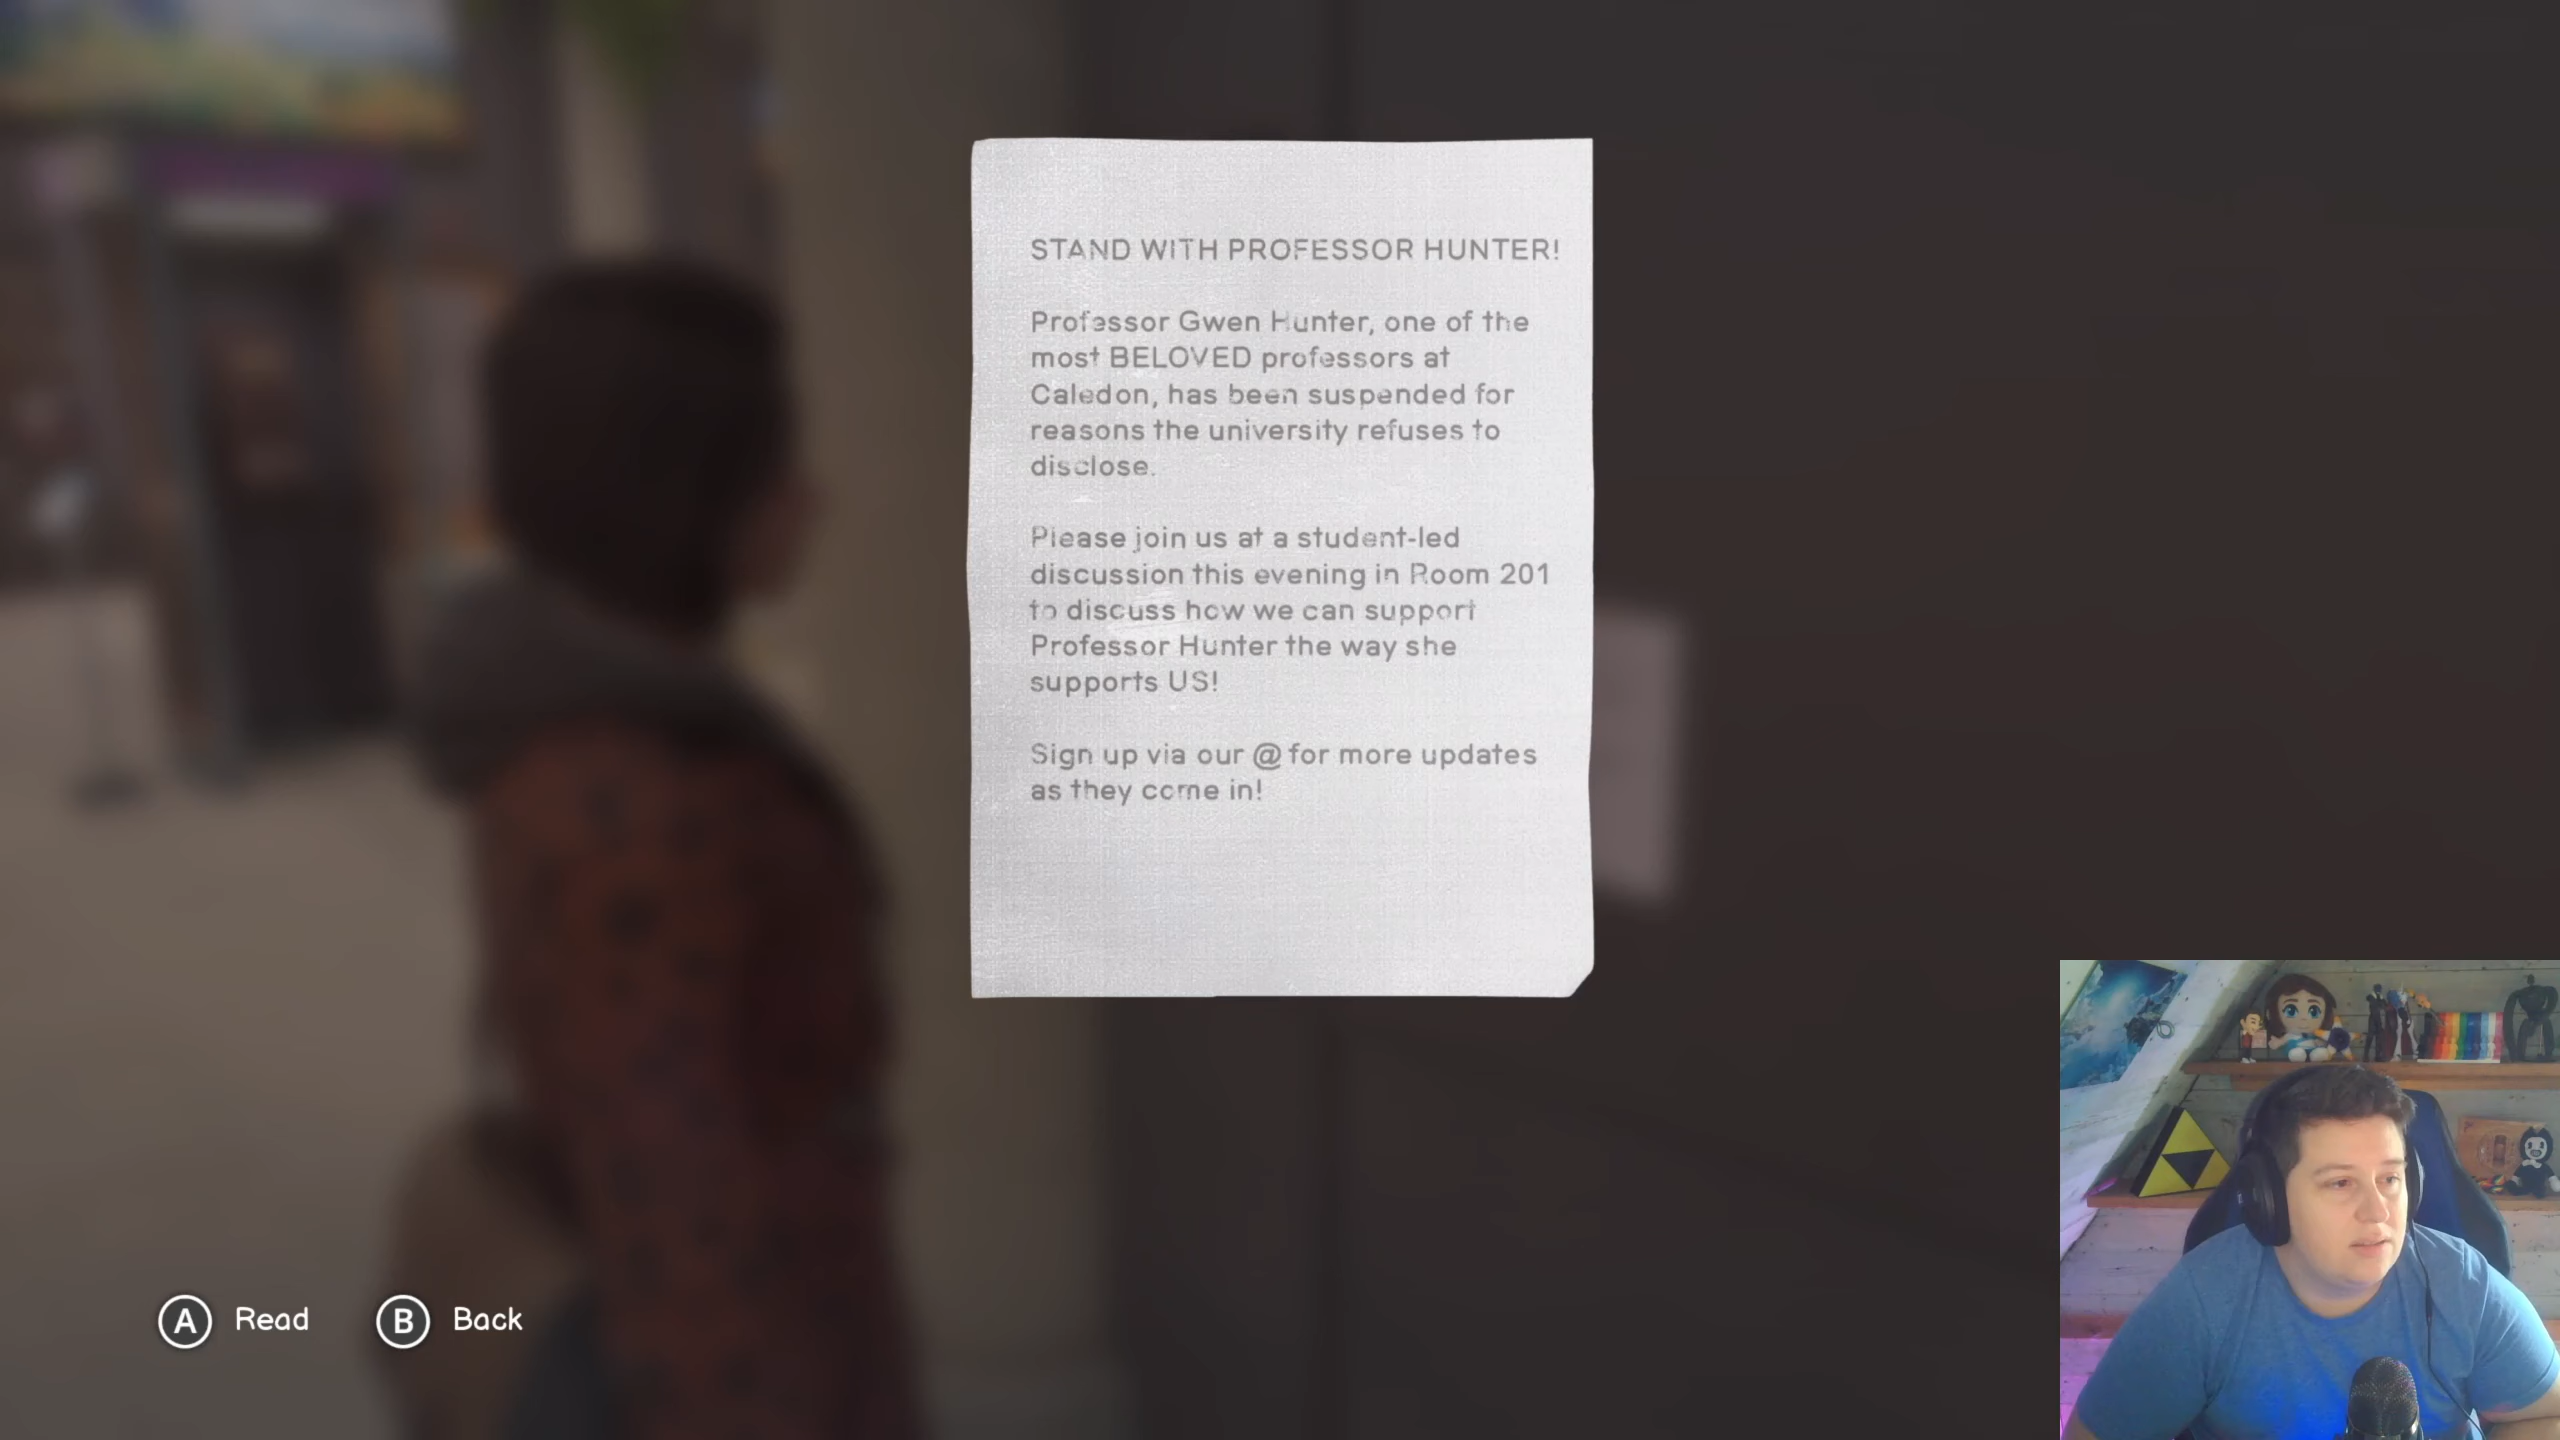 STAND WITH PROFESSOR HUNTER!
Professor Gwen Hunter, one of the
most BELOVED professors at
Caledon, has been suspended for
reasons the university refuses to
disclose.
Please join us at a student-led
discussion this evening in Room 201
to discuss how we can support
Professor Hunter the way she
supports US!
Sign up via our @ for more updates
as they come in!
A Read B Back